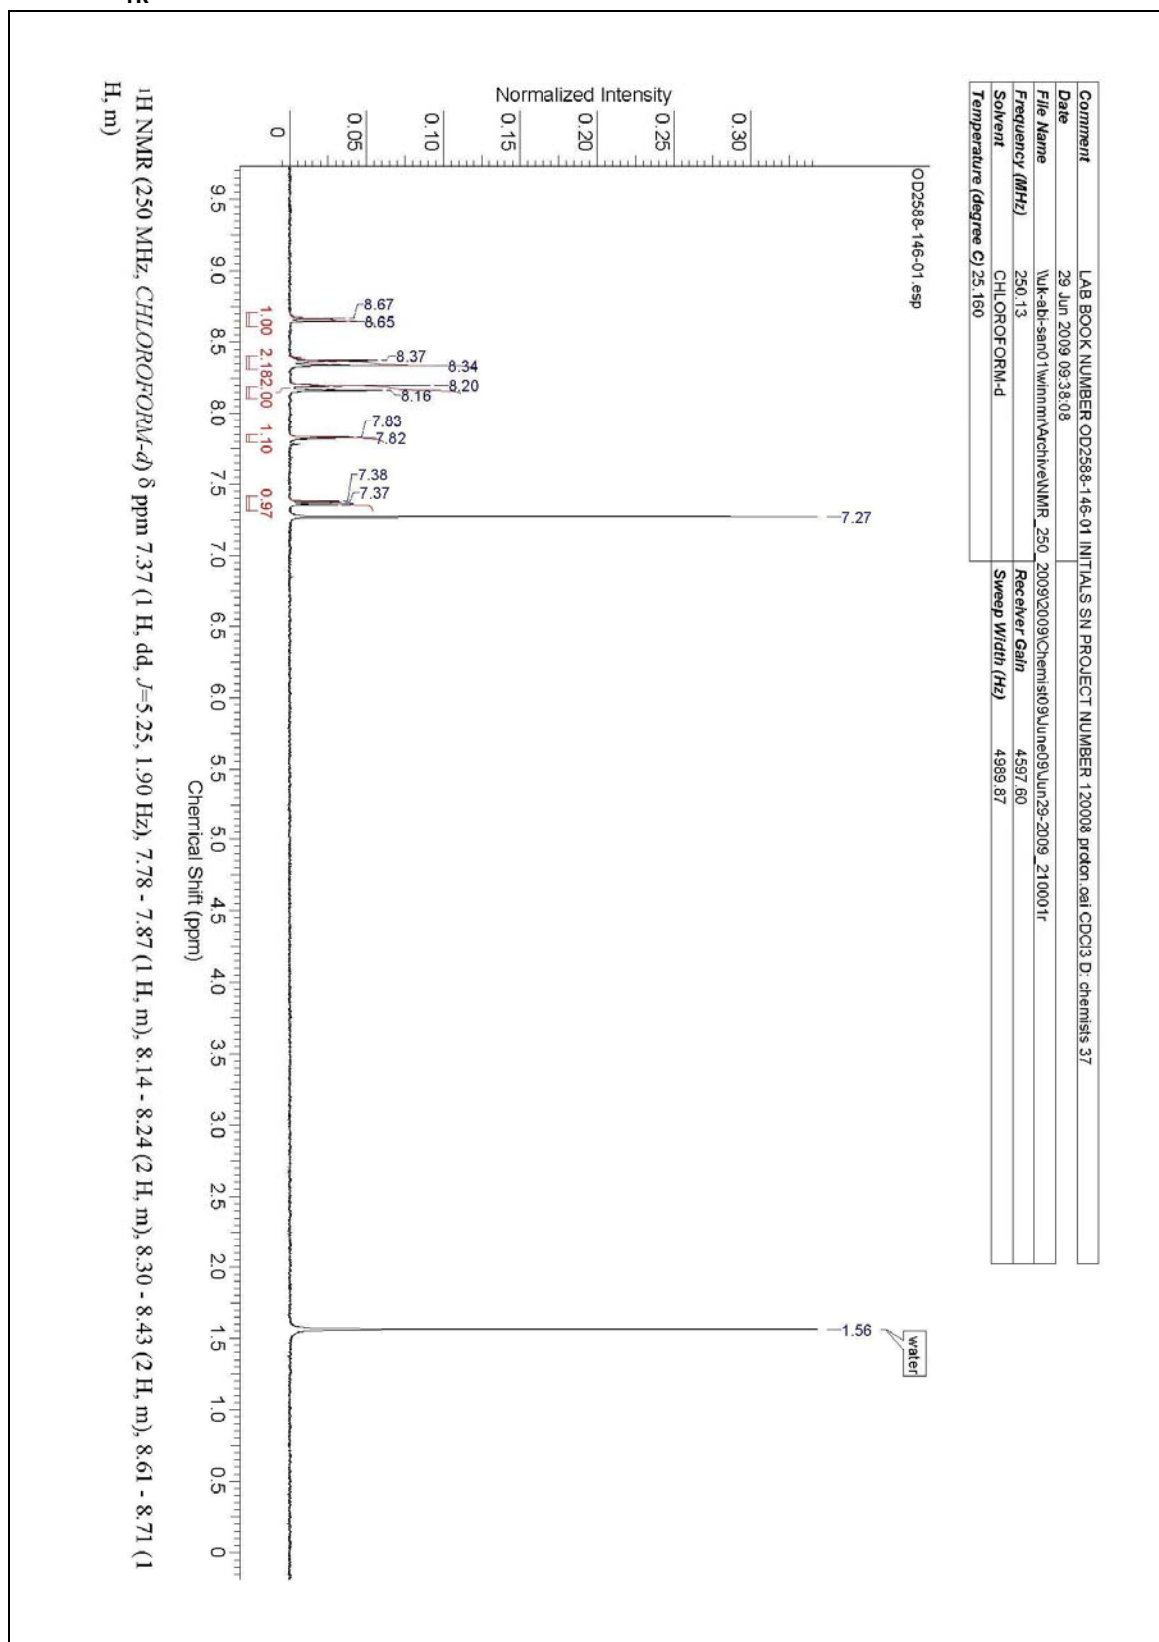 Comment LAB BOOK NUMBER OD2588-146-01 INITIALS SN PROJECT NUMBER 120008 proton.oai CDCl3 D: chemists 37
Date 29 Jun 2009 09:38:08
File Name \\uk-abi-san01\winnmr\Archive\NMR_250_2009\2009\Chemist09\June09\Jun29-2009_210001r
Frequency (MHz) 250.13 Receiver Gain 4597.60
Solvent CHLOROFORM-d Sweep Width (Hz) 4989.87
Temperature (degree C) 25.160
OD2588-146-01.esp
water
Normalized Intensity
0.30
0.25
0.20
0.15
0.10
0.05
0
8.67
8.65
8.37
8.34
8.20
8.16
7.83
7.82
7.38
7.37
7.27
1.56
1.00 2.18 2.00 1.10 0.97
9.5 9.0 8.5 8.0 7.5 7.0 6.5 6.0 5.5 5.0 4.5 4.0 3.5 3.0 2.5 2.0 1.5 1.0 0.5 0
Chemical Shift (ppm)
1H NMR (250 MHz, CHLOROFORM-d) δ ppm 7.37 (1 H, dd, J=5.25, 1.90 Hz), 7.78 - 7.87 (1 H, m), 8.14 - 8.24 (2 H, m), 8.30 - 8.43 (2 H, m), 8.61 - 8.71 (1
H, m)